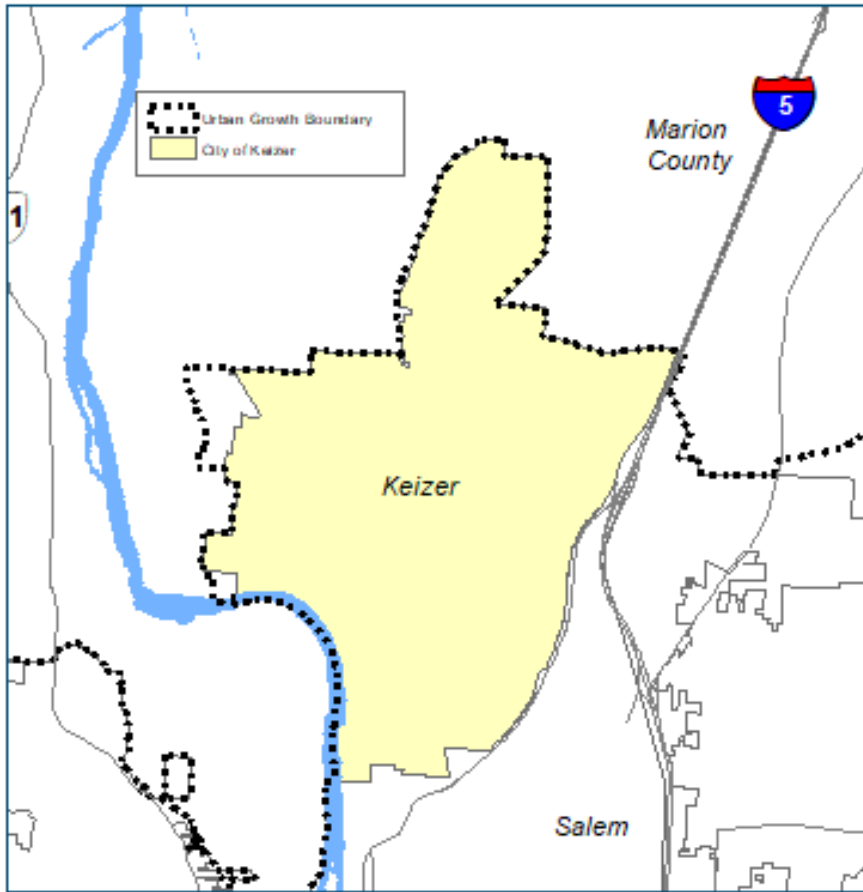 Urban Growth Boundary
City of Keizer
5
Marion
County
1
Keizer
Salem